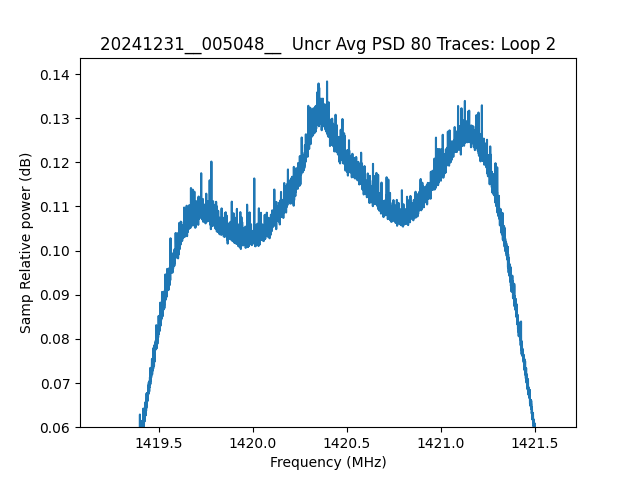 20241231__005048__  Uncr Avg PSD 80 Traces: Loop 2
Samp Relative power (dB)
0.14
0.13
0.12
0.11
0.10
0.09
0.08
0.07
0.06
1419.5 1420.0 1420.5 1421.0 1421.5
Frequency (MHz)